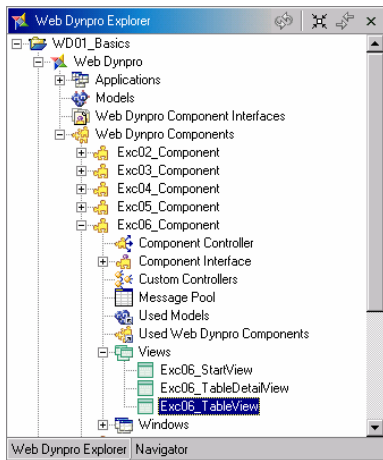 Web Dynpro Explorer
WD01_Basics
Web Dynpro
Applications
Models
Web Dynpro Component Interfaces
Web Dynpro Components
Exc02_Component
Exc03_Component
Exc04_Component
Exc05_Component
Exc06_Component
Component Controller
Component Interface
Custom Controllers
Message Pool
Used Models
Used Web Dynpro Components
Views
Exc06_StartView
Exc06_TableDetailView
Exc06_TableView
Windows
Web Dynpro Explorer Navigator